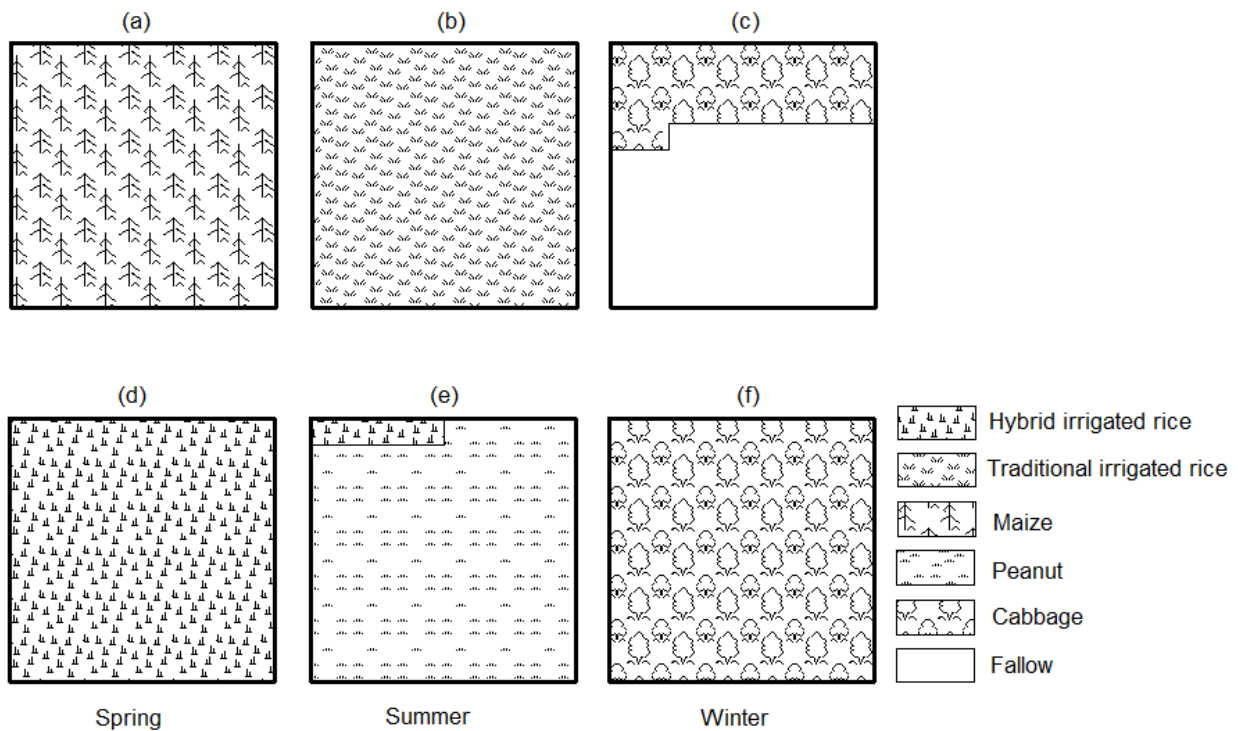 (a) (b) (c)
(d) (e) (f)
Hybrid irrigated rice
Traditional irrigated rice
Maize
Peanut
Cabbage
Fallow
Spring Summer Winter